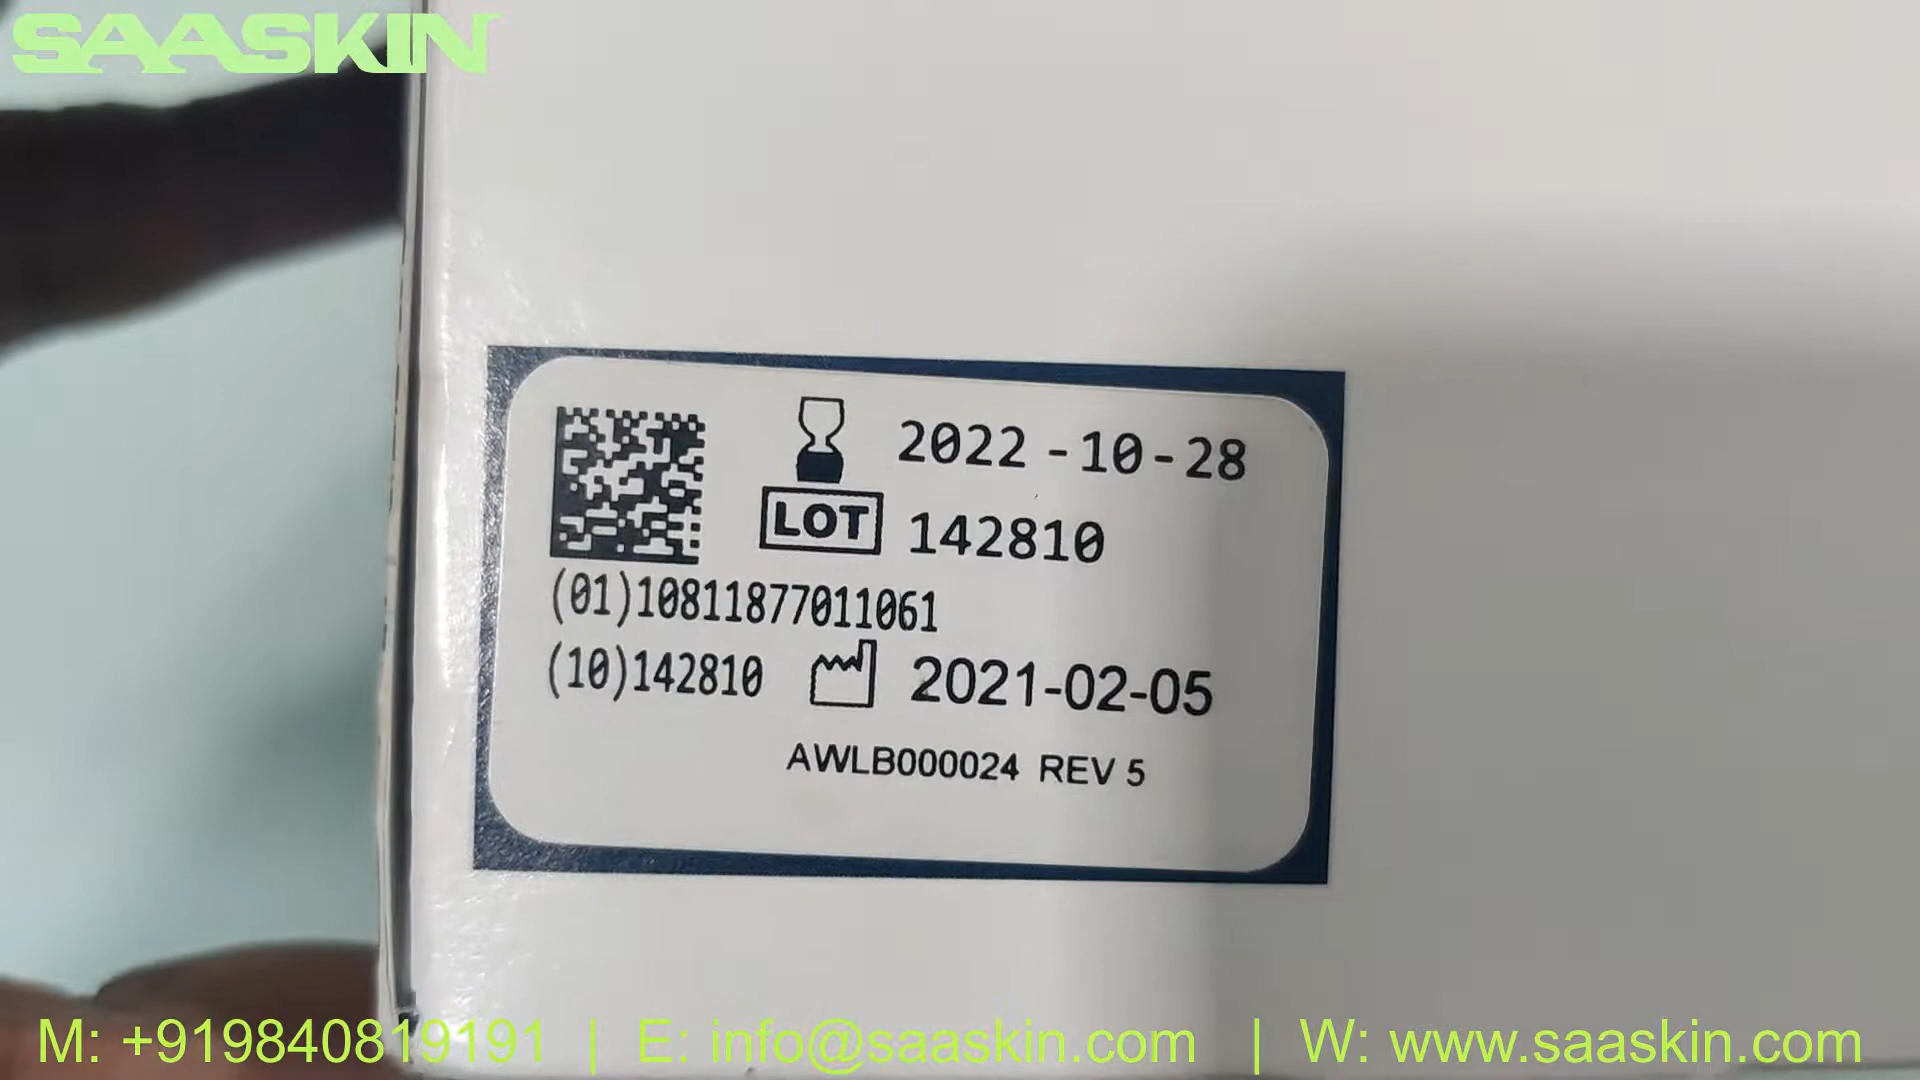 SAASKIN
2022-10-28
LOT 142810
(01)10811877011061
(10)142810 2021-02-05
AWLB000024 REV 5
M: +919840819191 | E: info@saaskin.com | W: www.saaskin.com